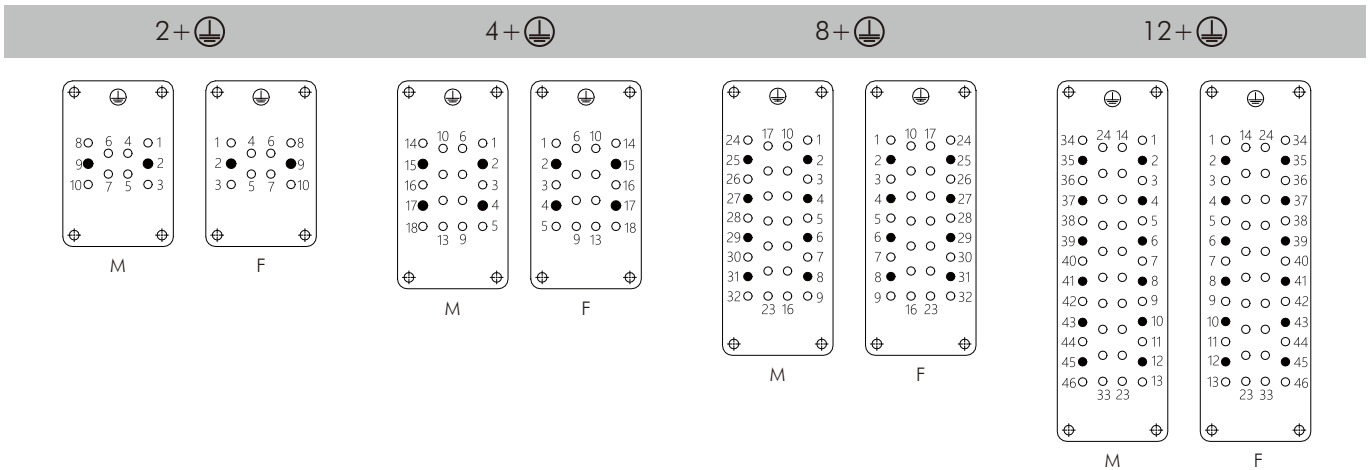 2+⏚ 4+⏚ 8+⏚ 12+⏚
8 6 4 1
9 2
10 7 5 3
M
1 4 6 8
2 9
3 5 7 10
F
14 10 6 1
15 2
16 3
17 4
18 13 9 5
M
1 6 10 14
2 15
3 16
4 17
5 9 13 18
F
24 17 10 1
25 2
26 3
27 4
28 5
29 6
30 7
31 8
32 23 16 9
M
1 10 17 24
2 25
3 26
4 27
5 28
6 29
7 30
8 31
9 16 23 32
F
34 24 14 1
35 2
36 3
37 4
38 5
39 6
40 7
41 8
42 9
43 10
44 11
45 12
46 33 23 13
M
1 14 24 34
2 35
3 36
4 37
5 38
6 39
7 40
8 41
9 42
10 43
11 44
12 45
13 23 33 46
F